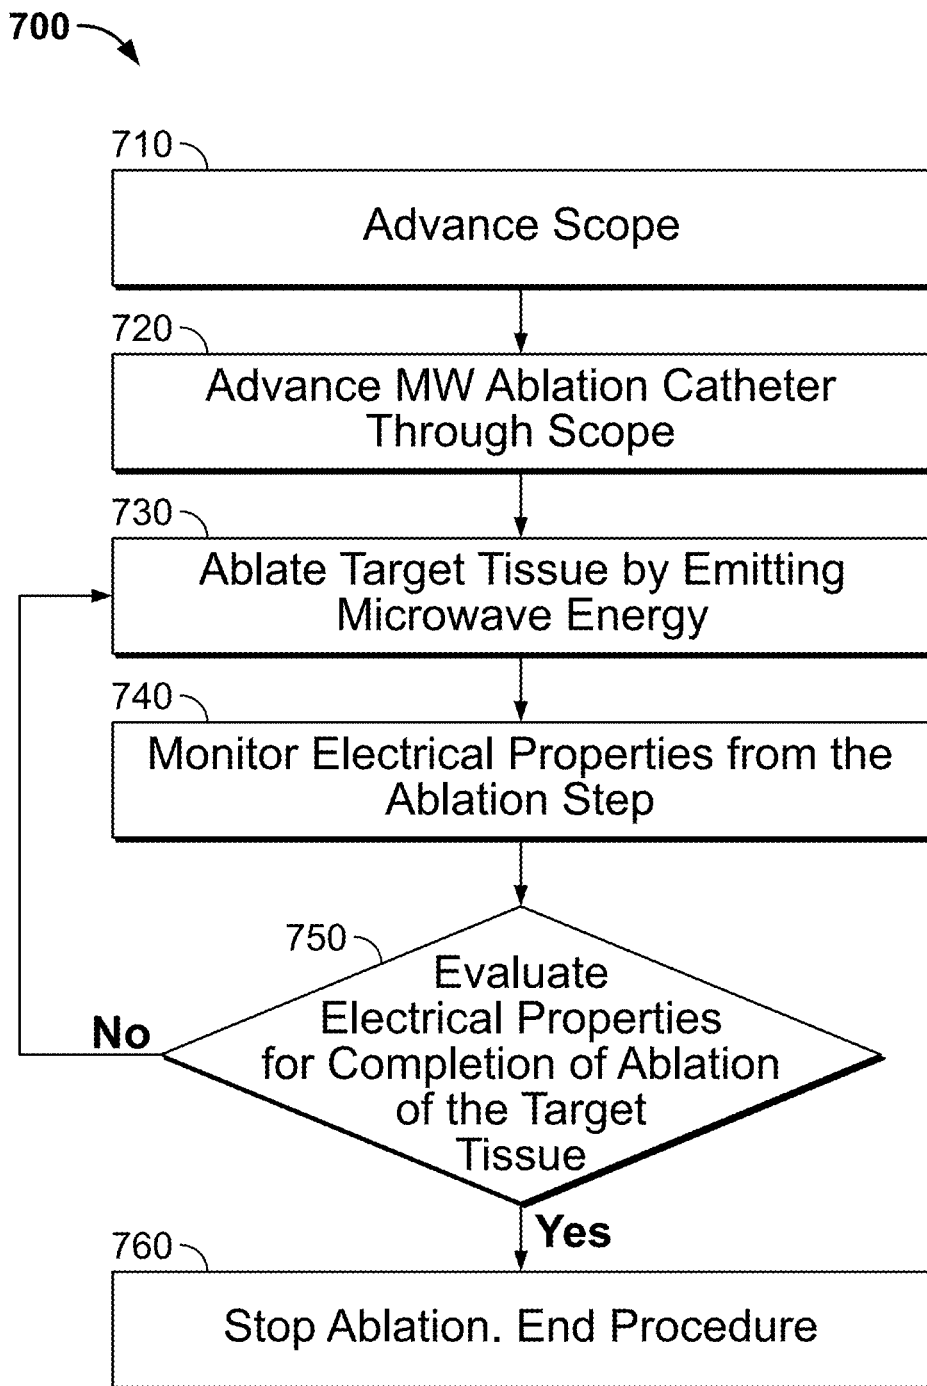 700
710
Advance Scope
720
Advance MW Ablation Catheter
Through Scope
730
Ablate Target Tissue by Emitting
Microwave Energy
740
Monitor Electrical Properties from the
Ablation Step
750
Evaluate
Electrical Properties
for Completion of Ablation
of the Target
Tissue
No
Yes
760
Stop Ablation. End Procedure